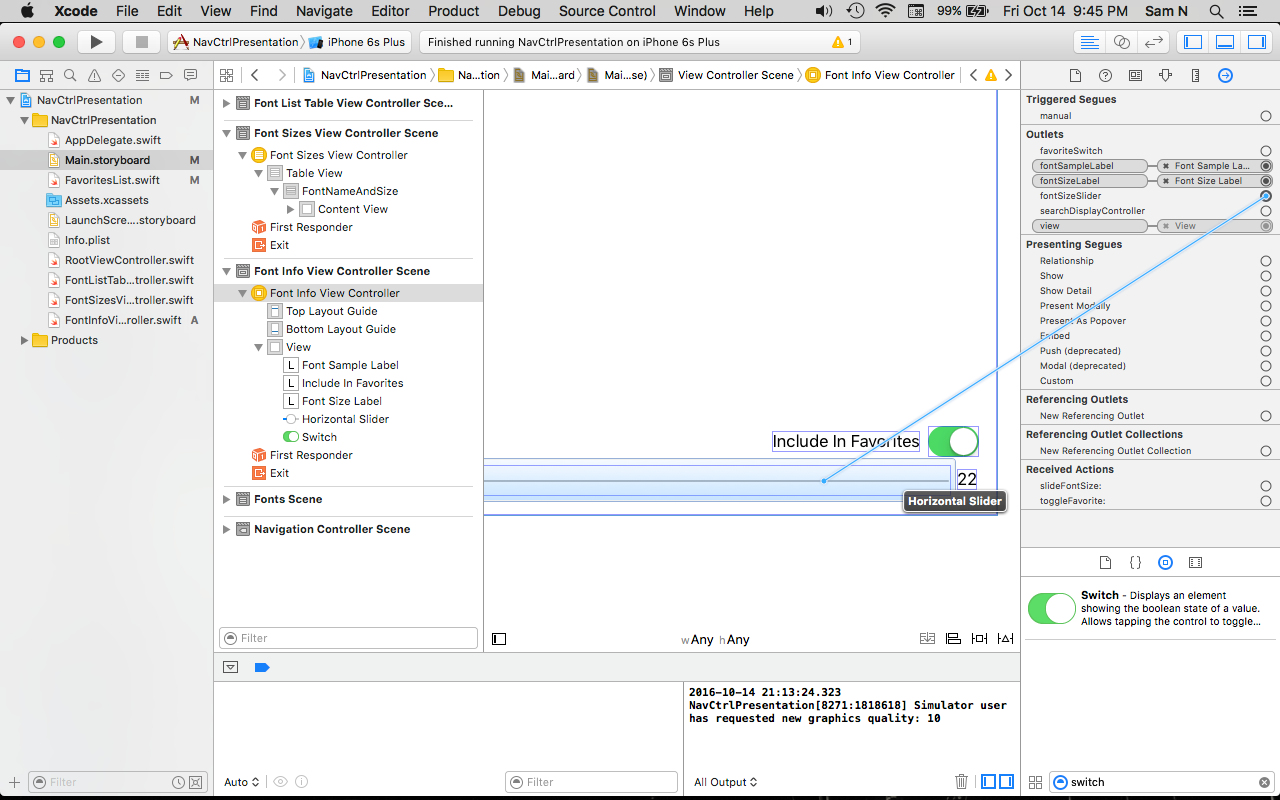 Xcode File Edit View Find Navigate Editor Product Debug Source Control Window Help 99% Fri Oct 14 9:45 PM Sam N
NavCtrlPresentation iPhone 6s Plus Finished running NavCtrlPresentation on iPhone 6s Plus 1
NavCtrlPresentation Na...tion Mai...ard Mai...se) View Controller Scene Font Info View Controller
NavCtrlPresentation M
NavCtrlPresentation
AppDelegate.swift
Main.storyboard M
FavoritesList.swift M
Assets.xcassets
LaunchScre....storyboard
Info.plist
RootViewController.swift
FontListTab...troller.swift
FontSizesVi...troller.swift
FontInfoVi...roller.swift A
Products
Filter
Font List Table View Controller Sce...
Font Sizes View Controller Scene
Font Sizes View Controller
Table View
FontNameAndSize
Content View
First Responder
Exit
Font Info View Controller Scene
Font Info View Controller
Top Layout Guide
Bottom Layout Guide
View
L Font Sample Label
L Include In Favorites
L Font Size Label
Horizontal Slider
Switch
First Responder
Exit
Fonts Scene
Navigation Controller Scene
Filter
Include In Favorites
22
Horizontal Slider
wAny hAny
2016-10-14 21:13:24.323
NavCtrlPresentation[8271:1818618] Simulator user
has requested new graphics quality: 10
Auto
Filter
All Output
Triggered Segues
manual
Outlets
favoriteSwitch
fontSampleLabel Font Sample La...
fontSizeLabel Font Size Label
fontSizeSlider
searchDisplayController
view View
Presenting Segues
Relationship
Show
Show Detail
Present Modally
Present As Popover
Embed
Push (deprecated)
Modal (deprecated)
Custom
Referencing Outlets
New Referencing Outlet
Referencing Outlet Collections
New Referencing Outlet Collection
Received Actions
slideFontSize:
toggleFavorite:
{}
Switch - Displays an element
showing the boolean state of a value.
Allows tapping the control to toggle...
switch